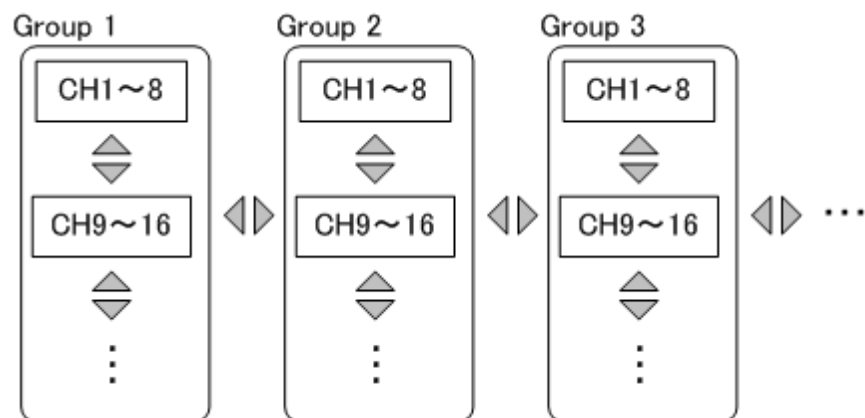 Group 1
Group 2
Group 3
CH1～8
CH1～8
CH1～8
CH9～16
CH9～16
CH9～16
⋮
⋮
⋮
…